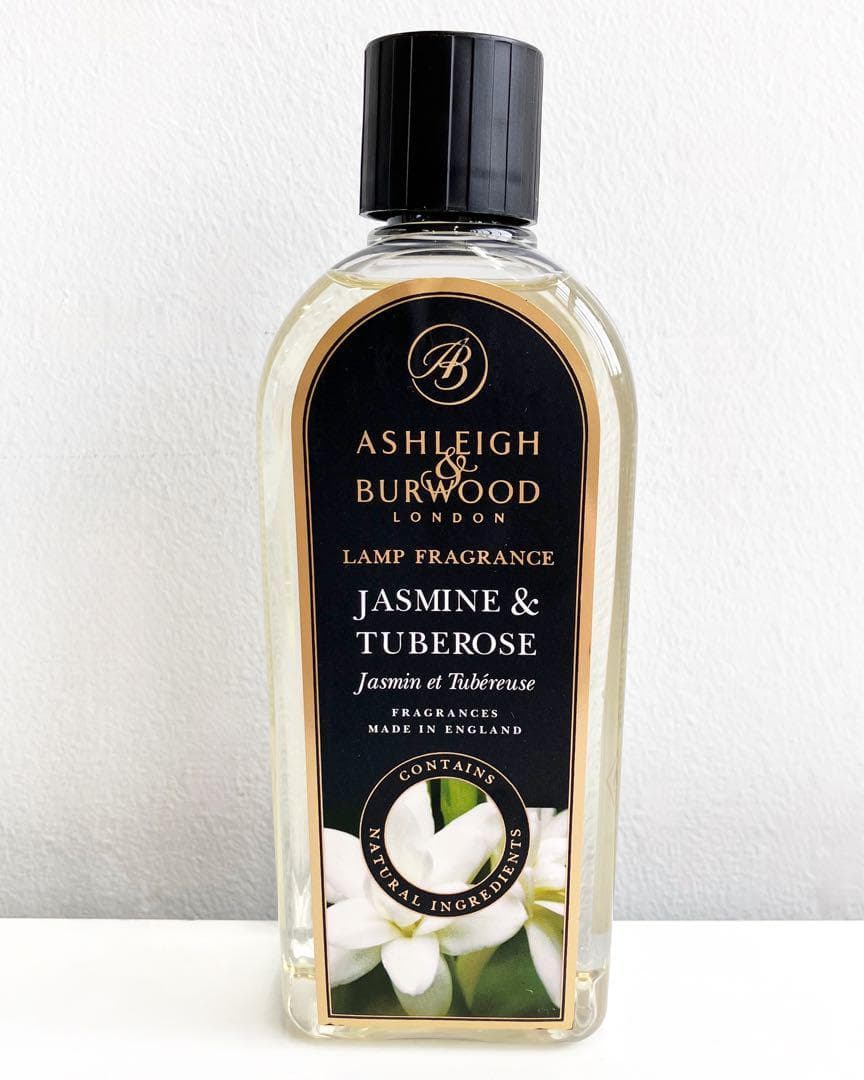 AB
ASHLEIGH
&
BURWOOD
LONDON
LAMP FRAGRANCE
JASMINE &
TUBEROSE
Jasmin et Tubéreuse
FRAGRANCES
MADE IN ENGLAND
CONTAINS
NATURAL INGREDIENTS